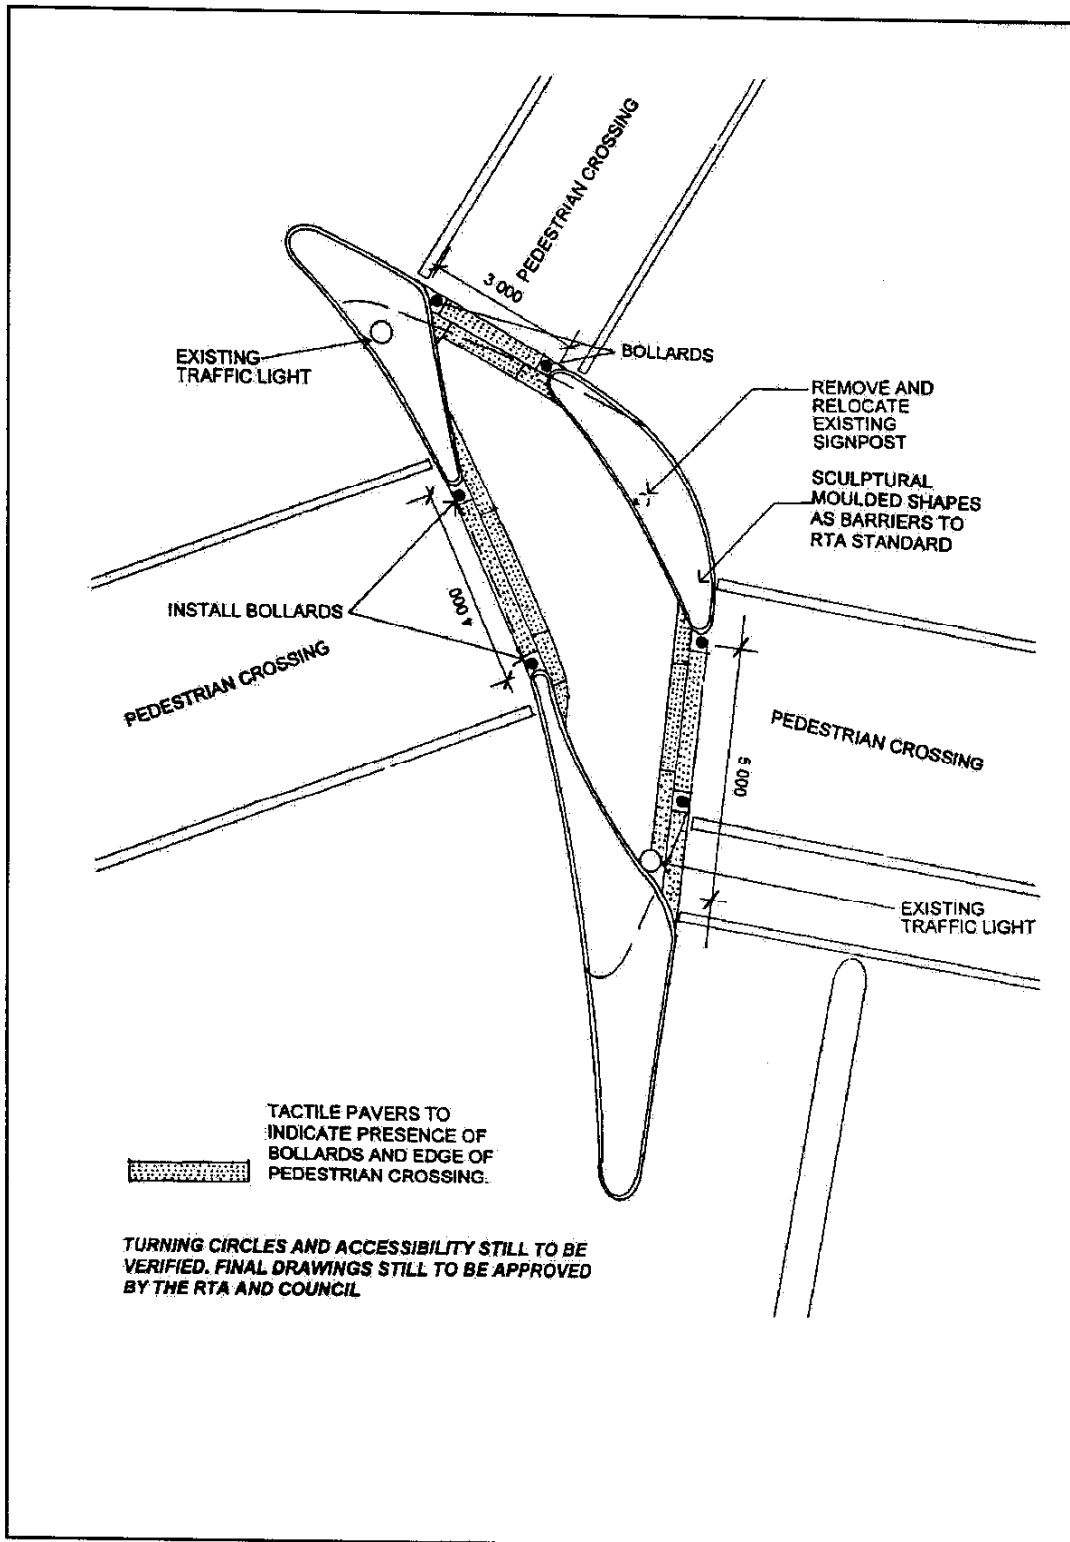 PEDESTRIAN CROSSING
3 000
BOLLARDS
EXISTING
TRAFFIC LIGHT
REMOVE AND
RELOCATE
EXISTING
SIGNPOST
SCULPTURAL
MOULDED SHAPES
AS BARRIERS TO
RTA STANDARD
INSTALL BOLLARDS
4 000
PEDESTRIAN CROSSING
PEDESTRIAN CROSSING
5 000
EXISTING
TRAFFIC LIGHT
TACTILE PAVERS TO
INDICATE PRESENCE OF
BOLLARDS AND EDGE OF
PEDESTRIAN CROSSING.
TURNING CIRCLES AND ACCESSIBILITY STILL TO BE
VERIFIED. FINAL DRAWINGS STILL TO BE APPROVED
BY THE RTA AND COUNCIL